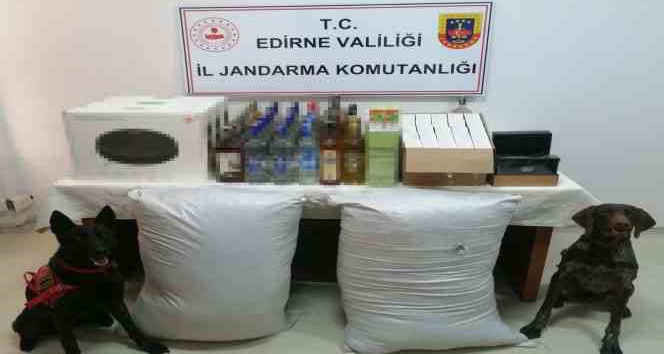 T.C.
EDİRNE VALİLİĞİ
İL JANDARMA KOMUTANLIĞI